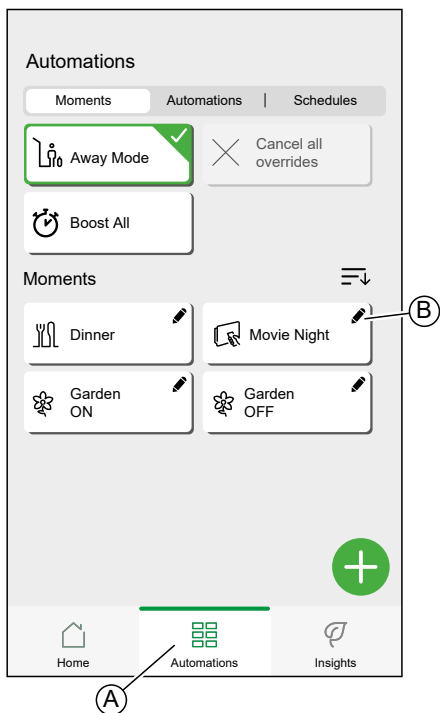 Automations
Moments
Automations
|
Schedules
Away Mode
Cancel all
overrides
Boost All
Moments
Dinner
Movie Night
B
Garden
ON
Garden
OFF
Home
Automations
Insights
A